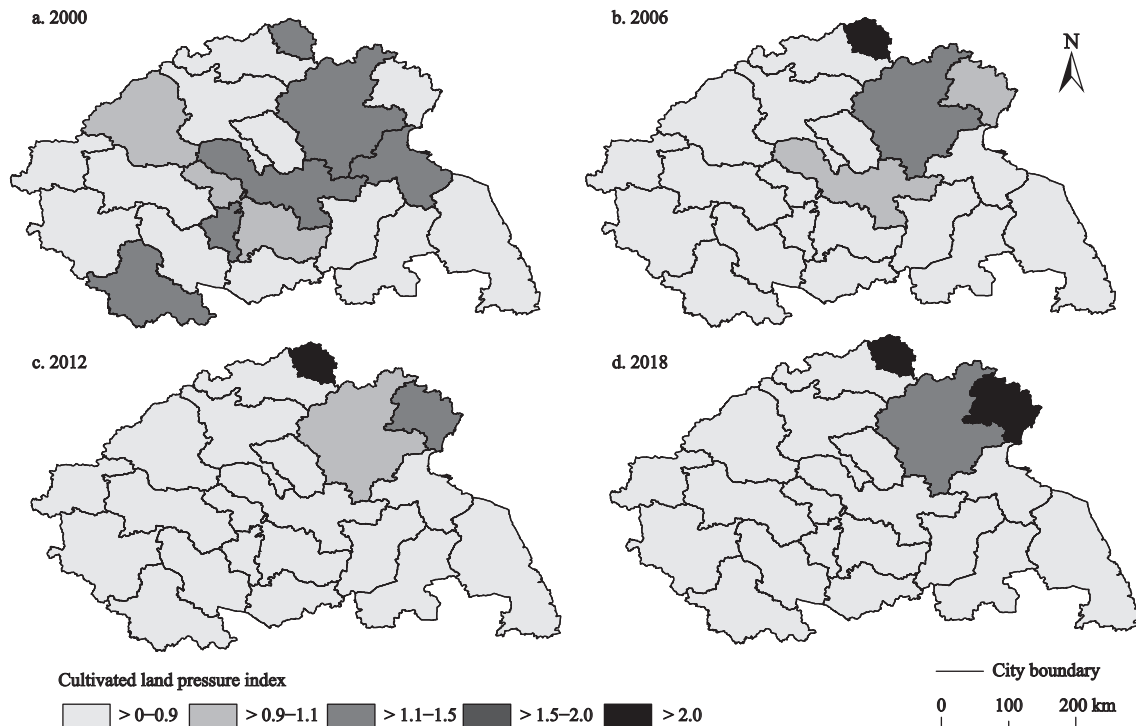 a. 2000
b. 2006
N
c. 2012
d. 2018
Cultivated land pressure index
> 0–0.9 > 0.9–1.1 > 1.1–1.5 > 1.5–2.0 > 2.0
City boundary
0 100 200 km